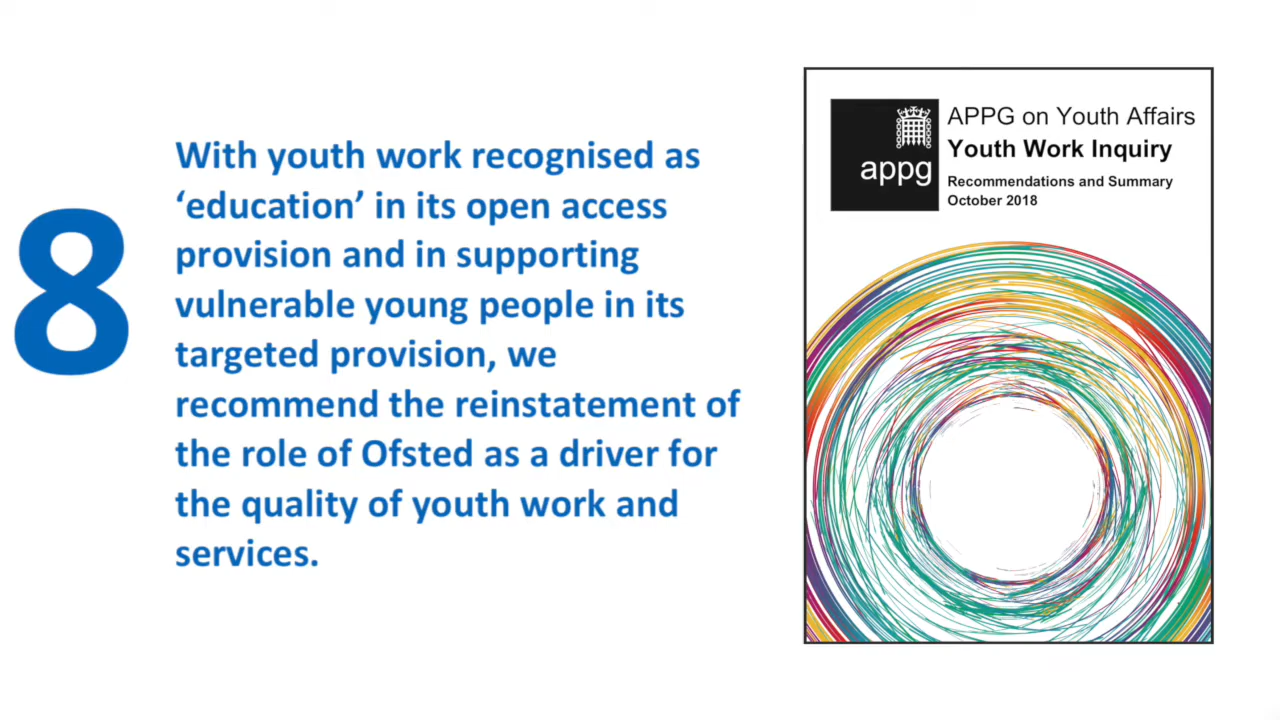 8
With youth work recognised as
‘education’ in its open access
provision and in supporting
vulnerable young people in its
targeted provision, we
recommend the reinstatement of
the role of Ofsted as a driver for
the quality of youth work and
services.
appg
APPG on Youth Affairs
Youth Work Inquiry
Recommendations and Summary
October 2018